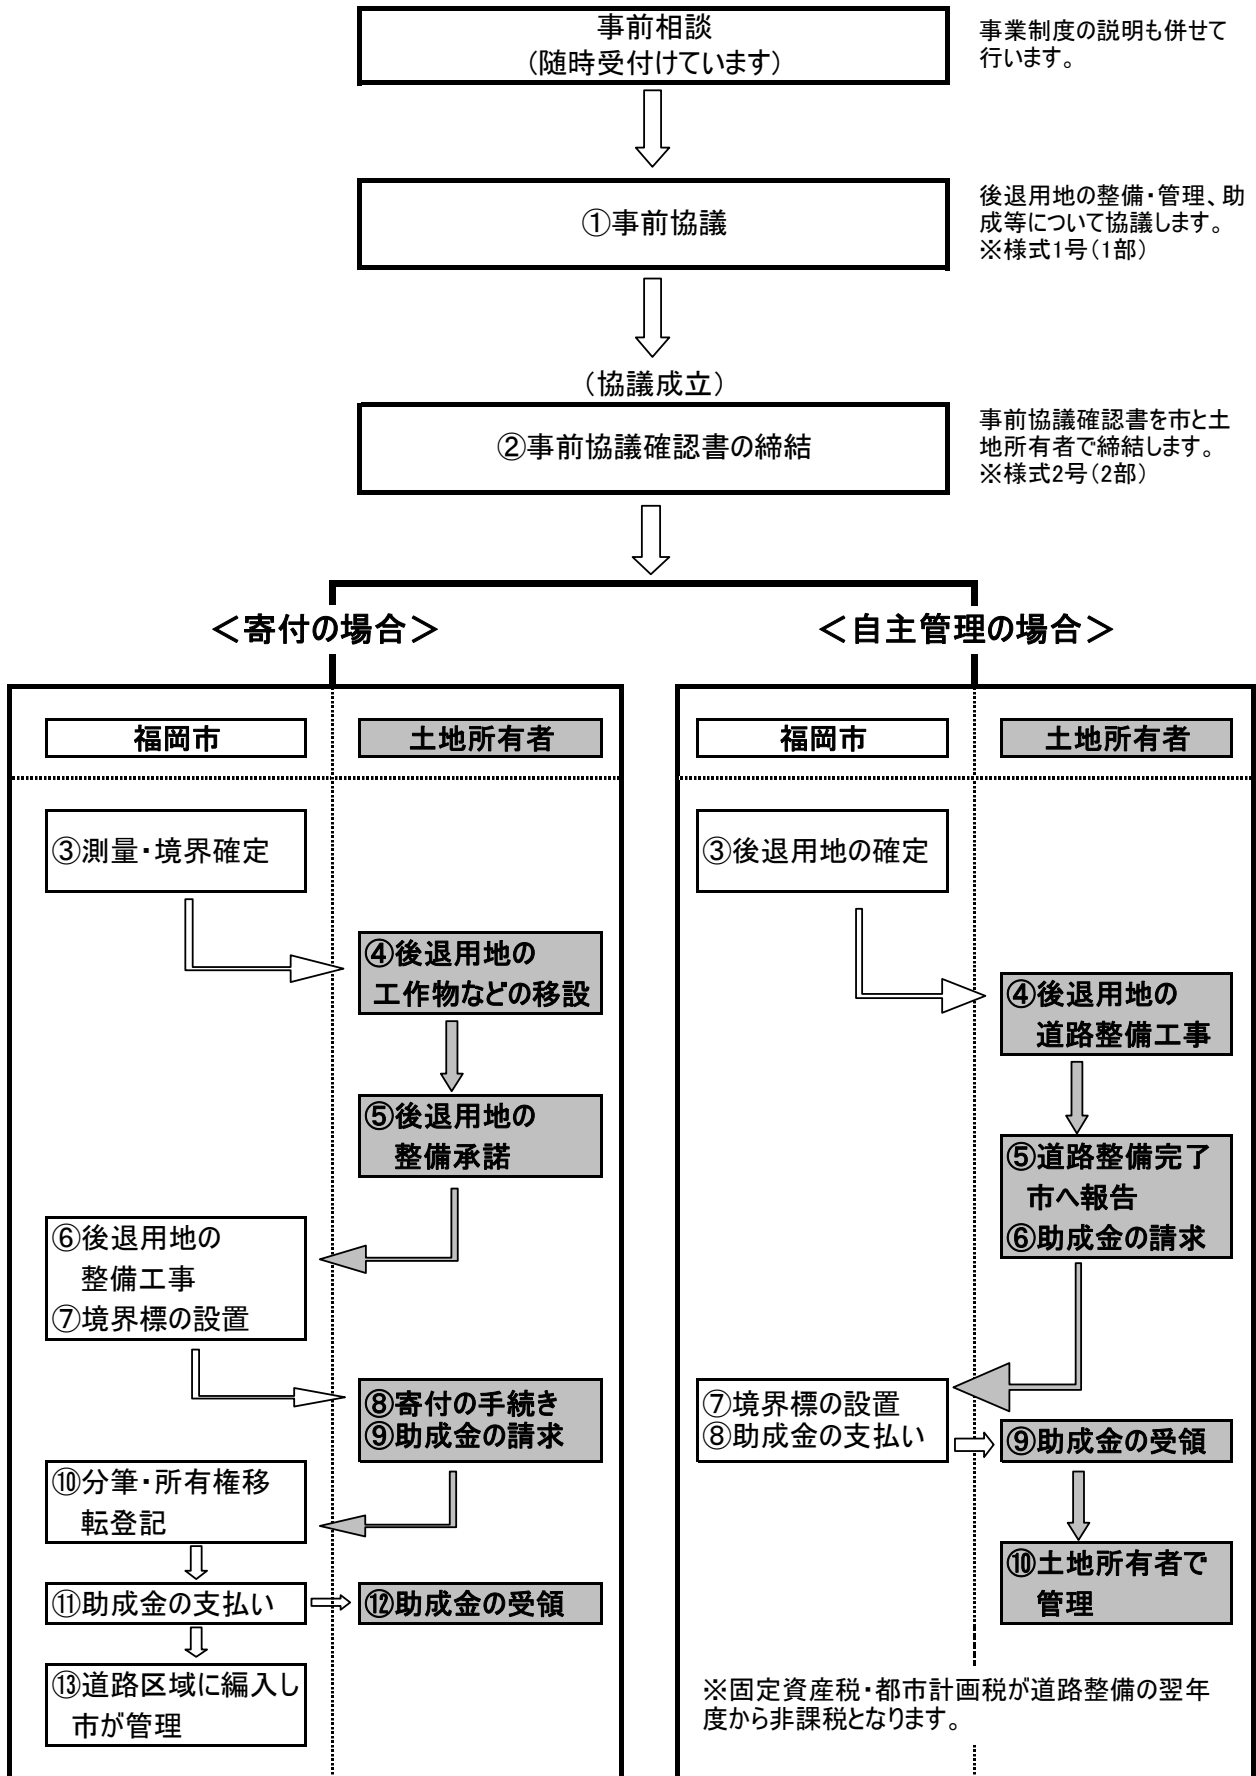 事前相談
（随時受付けています）
事業制度の説明も併せて
行います。
①事前協議
後退用地の整備・管理、助
成等について協議します。
※様式1号（1部）
（協議成立）
②事前協議確認書の締結
事前協議確認書を市と土
地所有者で締結します。
※様式2号（2部）
＜寄付の場合＞
福岡市
土地所有者
③測量・境界確定
④後退用地の
工作物などの移設
⑤後退用地の
整備承諾
⑥後退用地の
整備工事
⑦境界標の設置
⑧寄付の手続き
⑨助成金の請求
⑩分筆・所有権移
転登記
⑪助成金の支払い
⑫助成金の受領
⑬道路区域に編入し
市が管理
＜自主管理の場合＞
福岡市
土地所有者
③後退用地の確定
④後退用地の
道路整備工事
⑤道路整備完了
市へ報告
⑥助成金の請求
⑦境界標の設置
⑧助成金の支払い
⑨助成金の受領
⑩土地所有者で
管理
※固定資産税・都市計画税が道路整備の翌年
度から非課税となります。